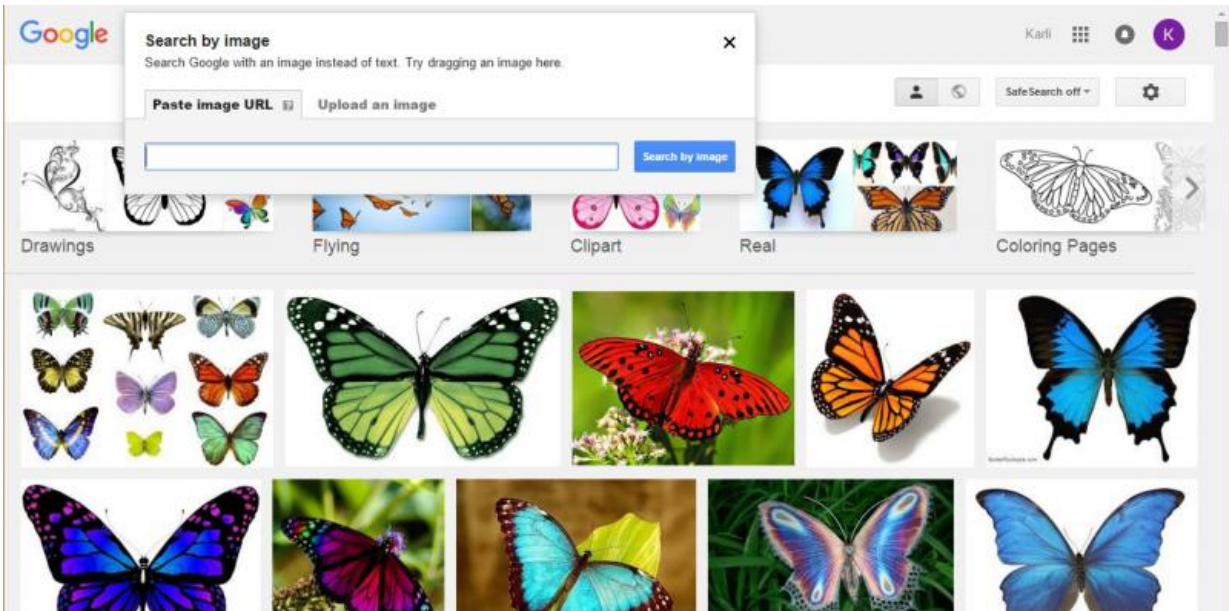 Google
Search by image
Search Google with an image instead of text. Try dragging an image here.
Paste image URL ?
Upload an image
Search by image
Karli
K
SafeSearch off
Drawings
Flying
Clipart
Real
Coloring Pages